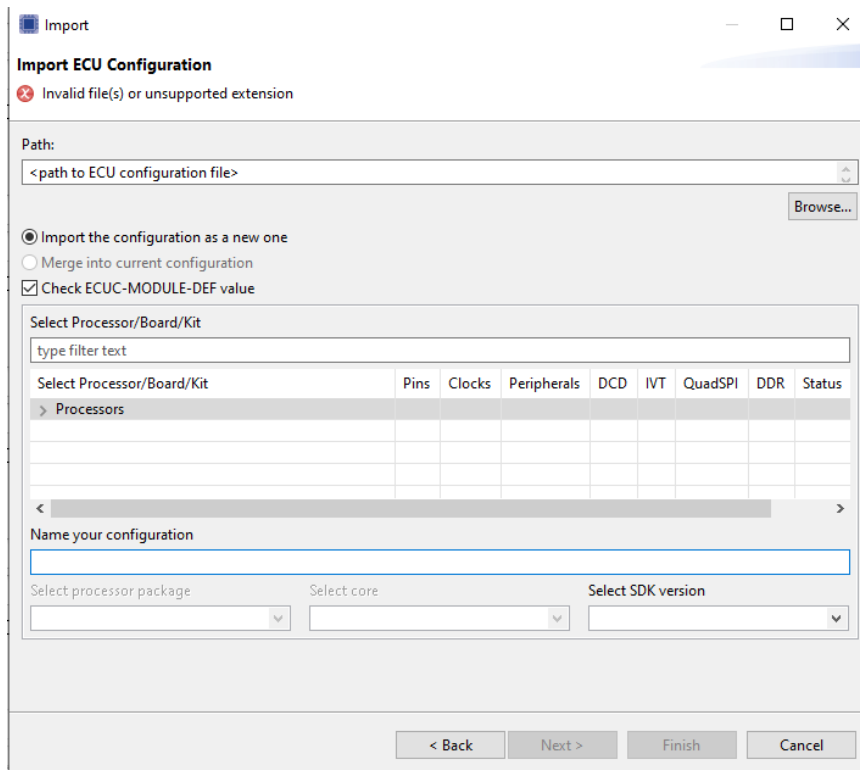 Import
Import ECU Configuration
Invalid file(s) or unsupported extension
Path:
<path to ECU configuration file>
Browse...
Import the configuration as a new one
Merge into current configuration
Check ECUC-MODULE-DEF value
Select Processor/Board/Kit
type filter text
Select Processor/Board/Kit Pins Clocks Peripherals DCD IVT QuadSPI DDR Status
Processors
Name your configuration
Select processor package Select core Select SDK version
< Back Next > Finish Cancel